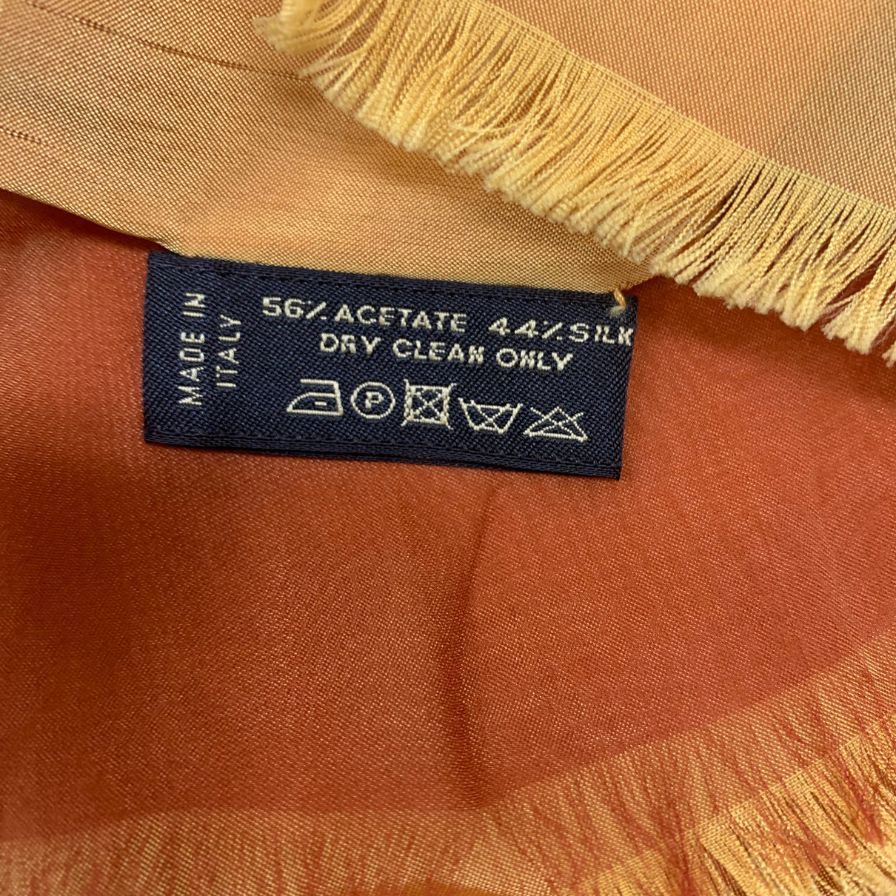 MADE IN
ITALY
56% ACETATE 44% SILK
DRY CLEAN ONLY
P